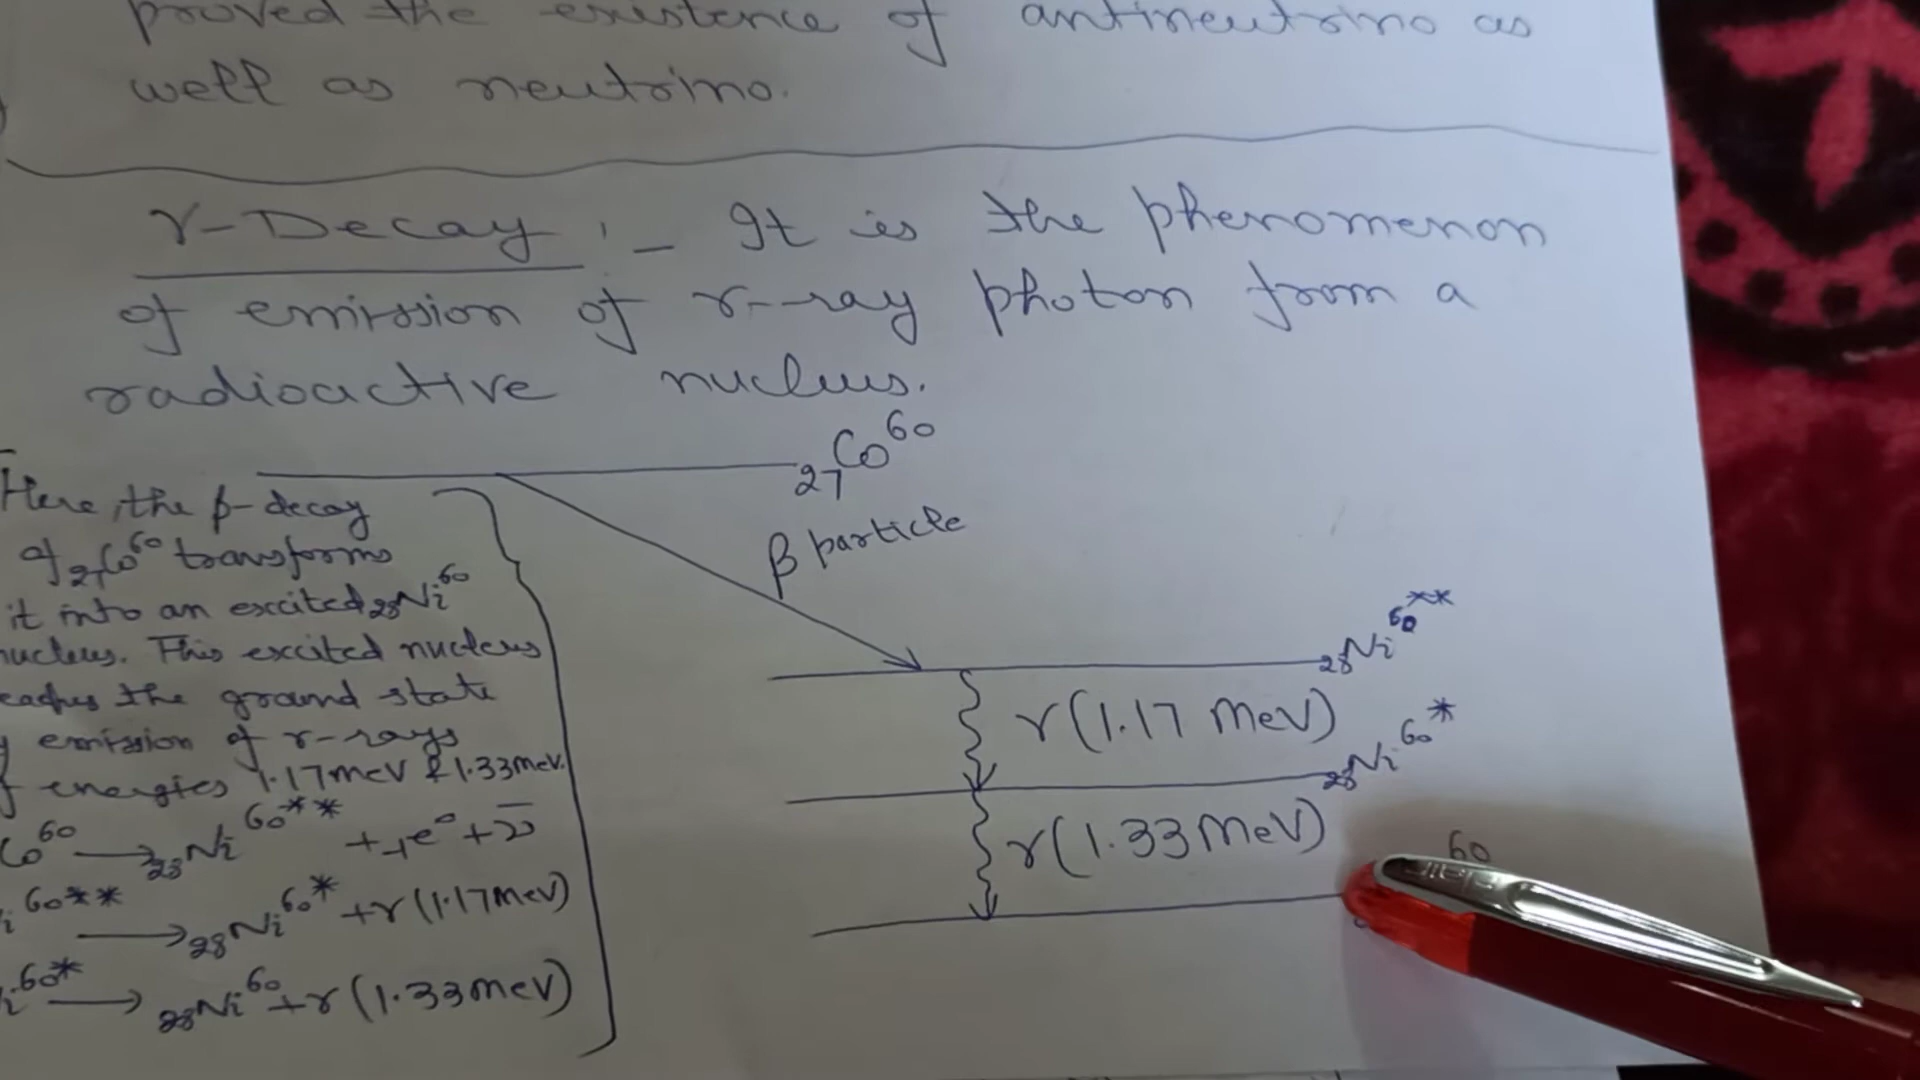 proved the existence of antineutrino as
well as neutrino.
γ-Decay :- It is the phenomenon
of emission of γ-ray photon from a
radioactive nucleus.
₂₇Co⁶⁰
Here, the β-decay
of ₂₇Co⁶⁰ transforms
it into an excited ₂₈Ni⁶⁰
nucleus. This excited nucleus
reaches the ground state
emission of γ-rays
of energies 1.17 MeV & 1.33 MeV.
Co⁶⁰ → ₂₈Ni⁶⁰** + ₋₁e⁰ + ν̄
i⁶⁰** → ₂₈Ni⁶⁰* + γ (1.17 MeV)
i⁶⁰* → ₂₈Ni⁶⁰ + γ (1.33 MeV)
β particle
₂₈Ni⁶⁰**
γ (1.17 MeV)
₂₈Ni⁶⁰*
γ (1.33 MeV)
60